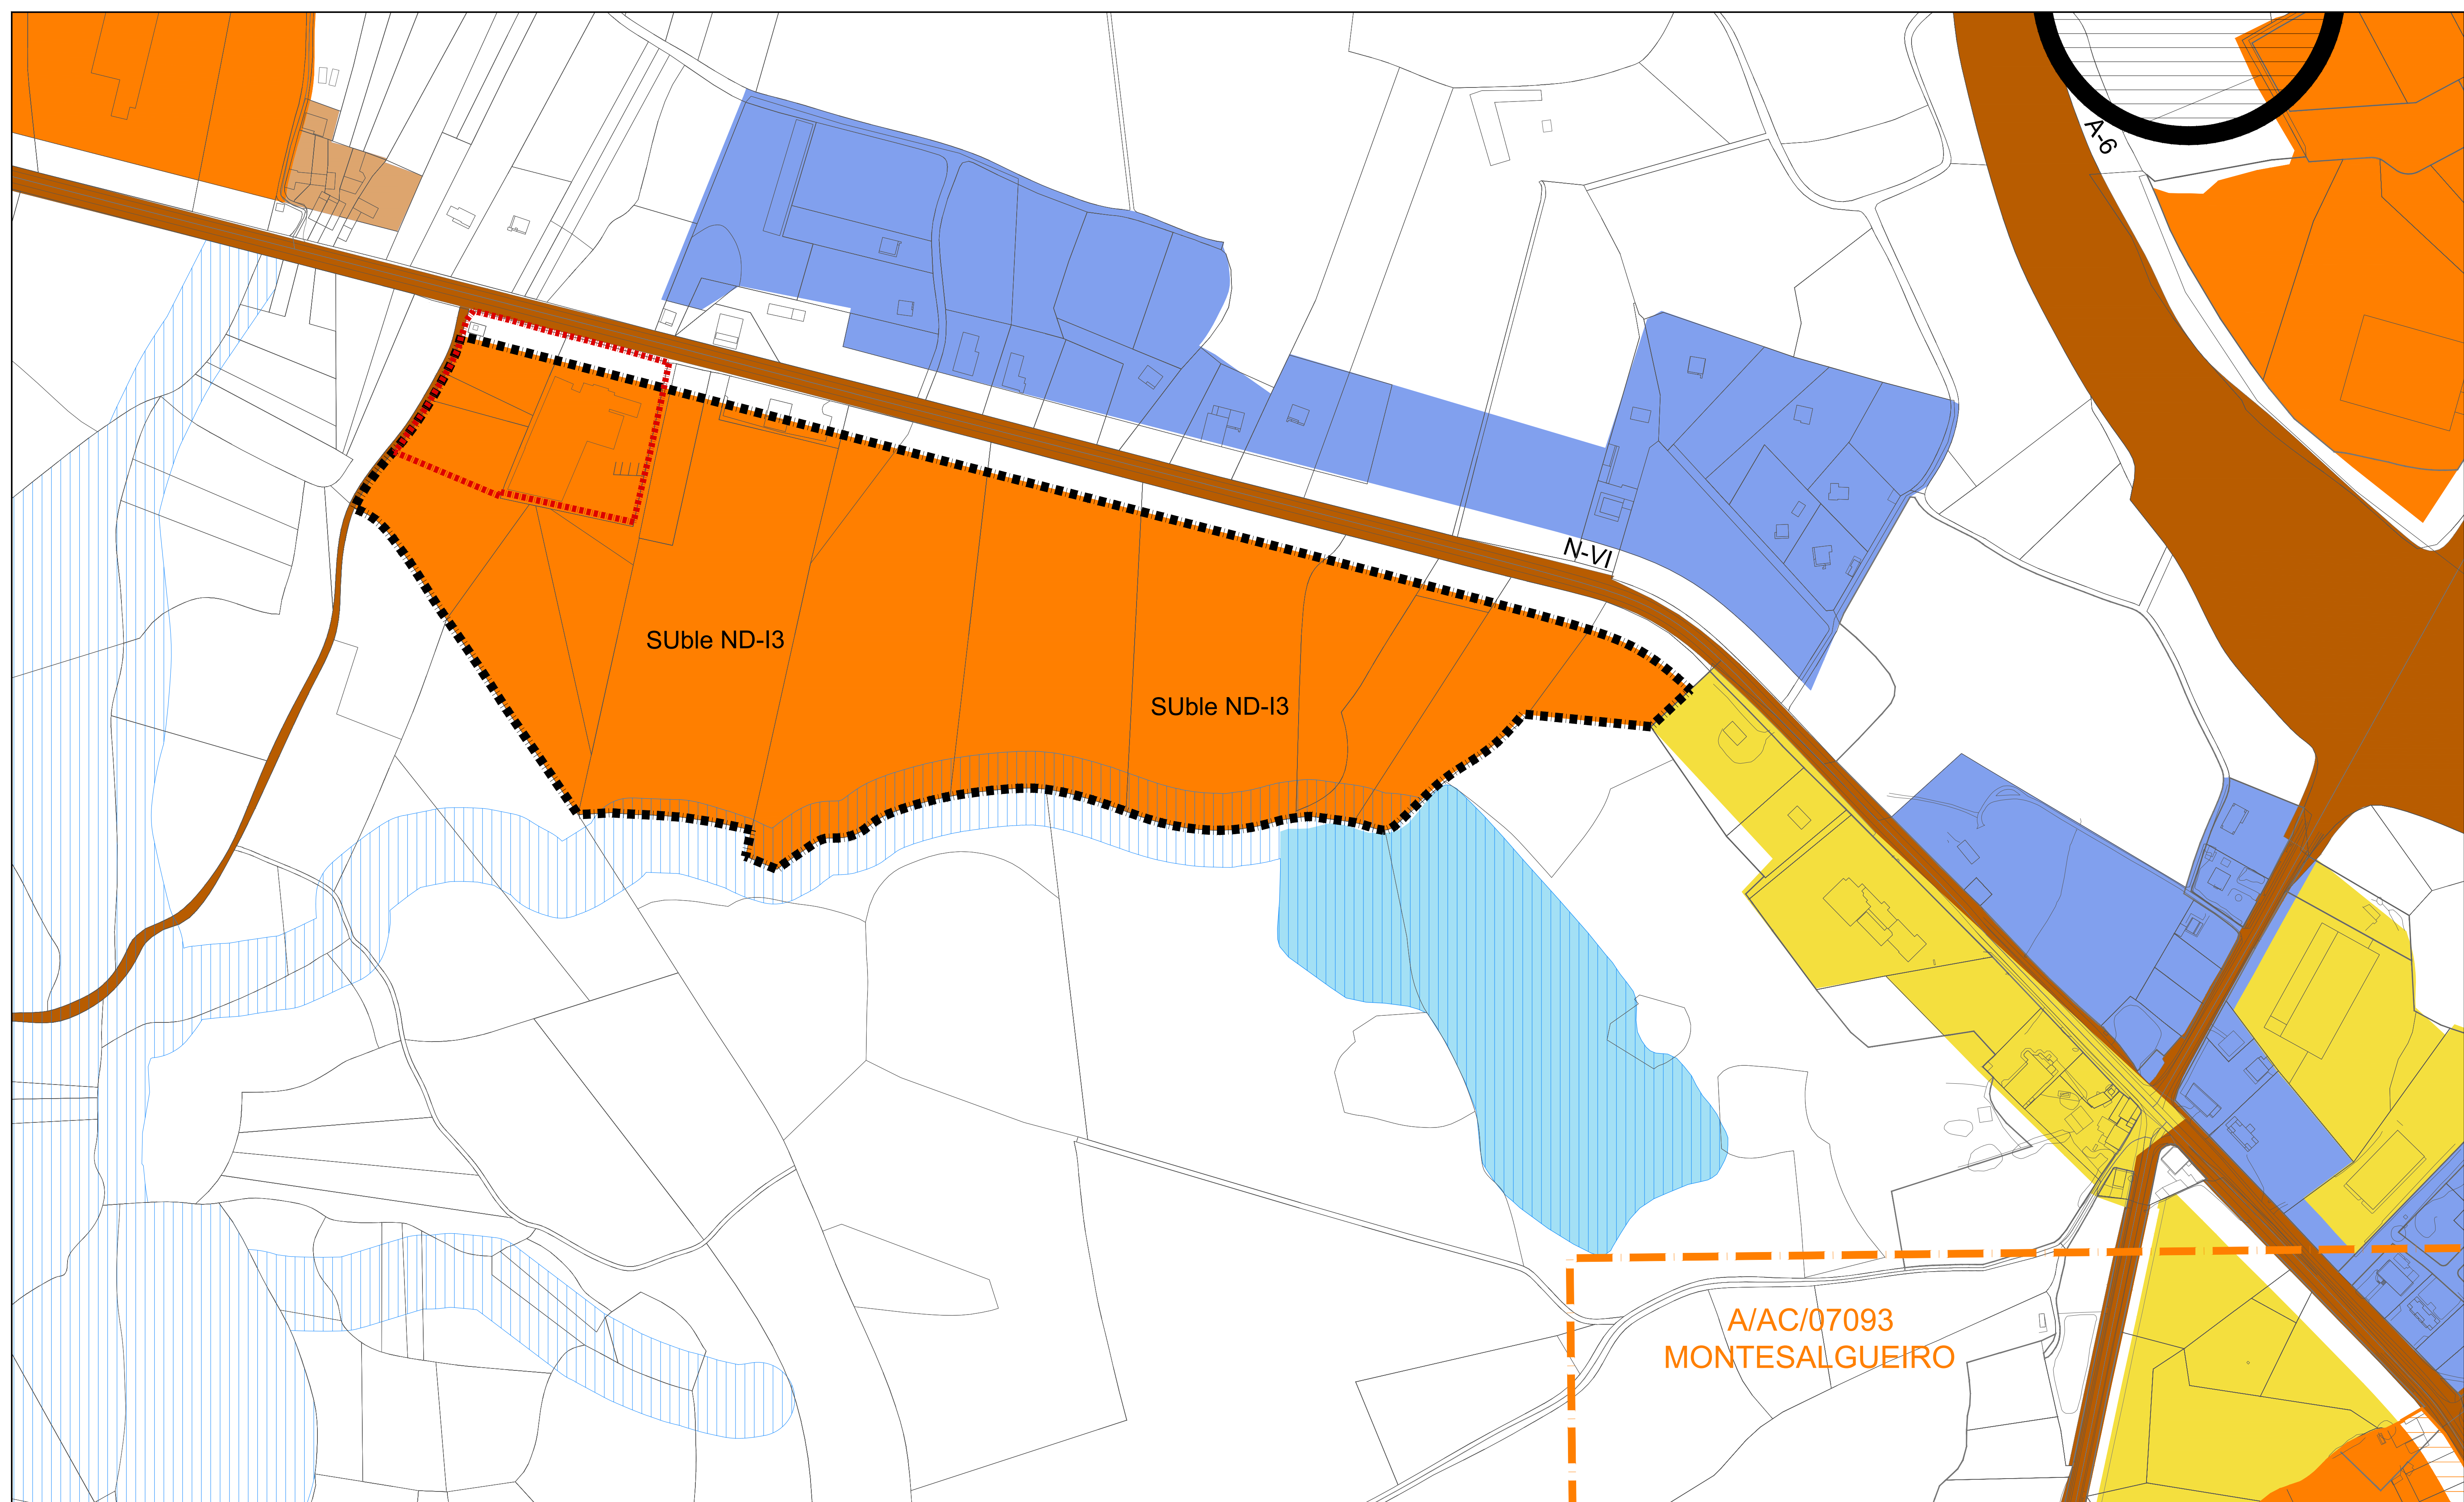 A-6
N-VI
SUble ND-I3
SUble ND-I3
A/AC/07093
MONTESALGUEIRO